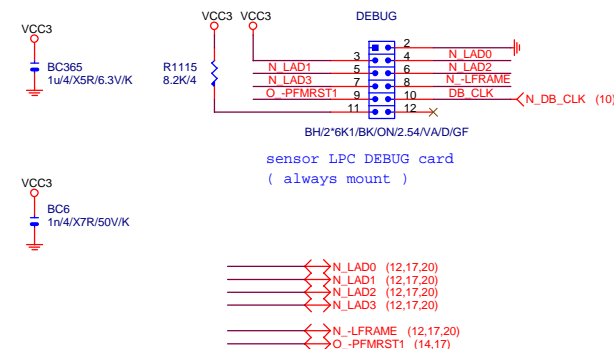 VCC3 VCC3 DEBUG
VCC3
2
3 4 N_LAD0
BC365 R1115 N_LAD1 5 6 N_LAD2
1u/4/X5R/6.3V/K 8.2K/4 N_LAD3 7 8 N_-LFRAME
O_-PFMRST1 9 10 DB_CLK N_DB_CLK (10)
11 12
BH/2*6K1/BK/ON/2.54/VA/D/GF
sensor LPC DEBUG card
( always mount )
VCC3
BC6
1n/4/X7R/50V/K
N_LAD0 (12,17,20)
N_LAD1 (12,17,20)
N_LAD2 (12,17,20)
N_LAD3 (12,17,20)
N_-LFRAME (12,17,20)
O_-PFMRST1 (14,17)